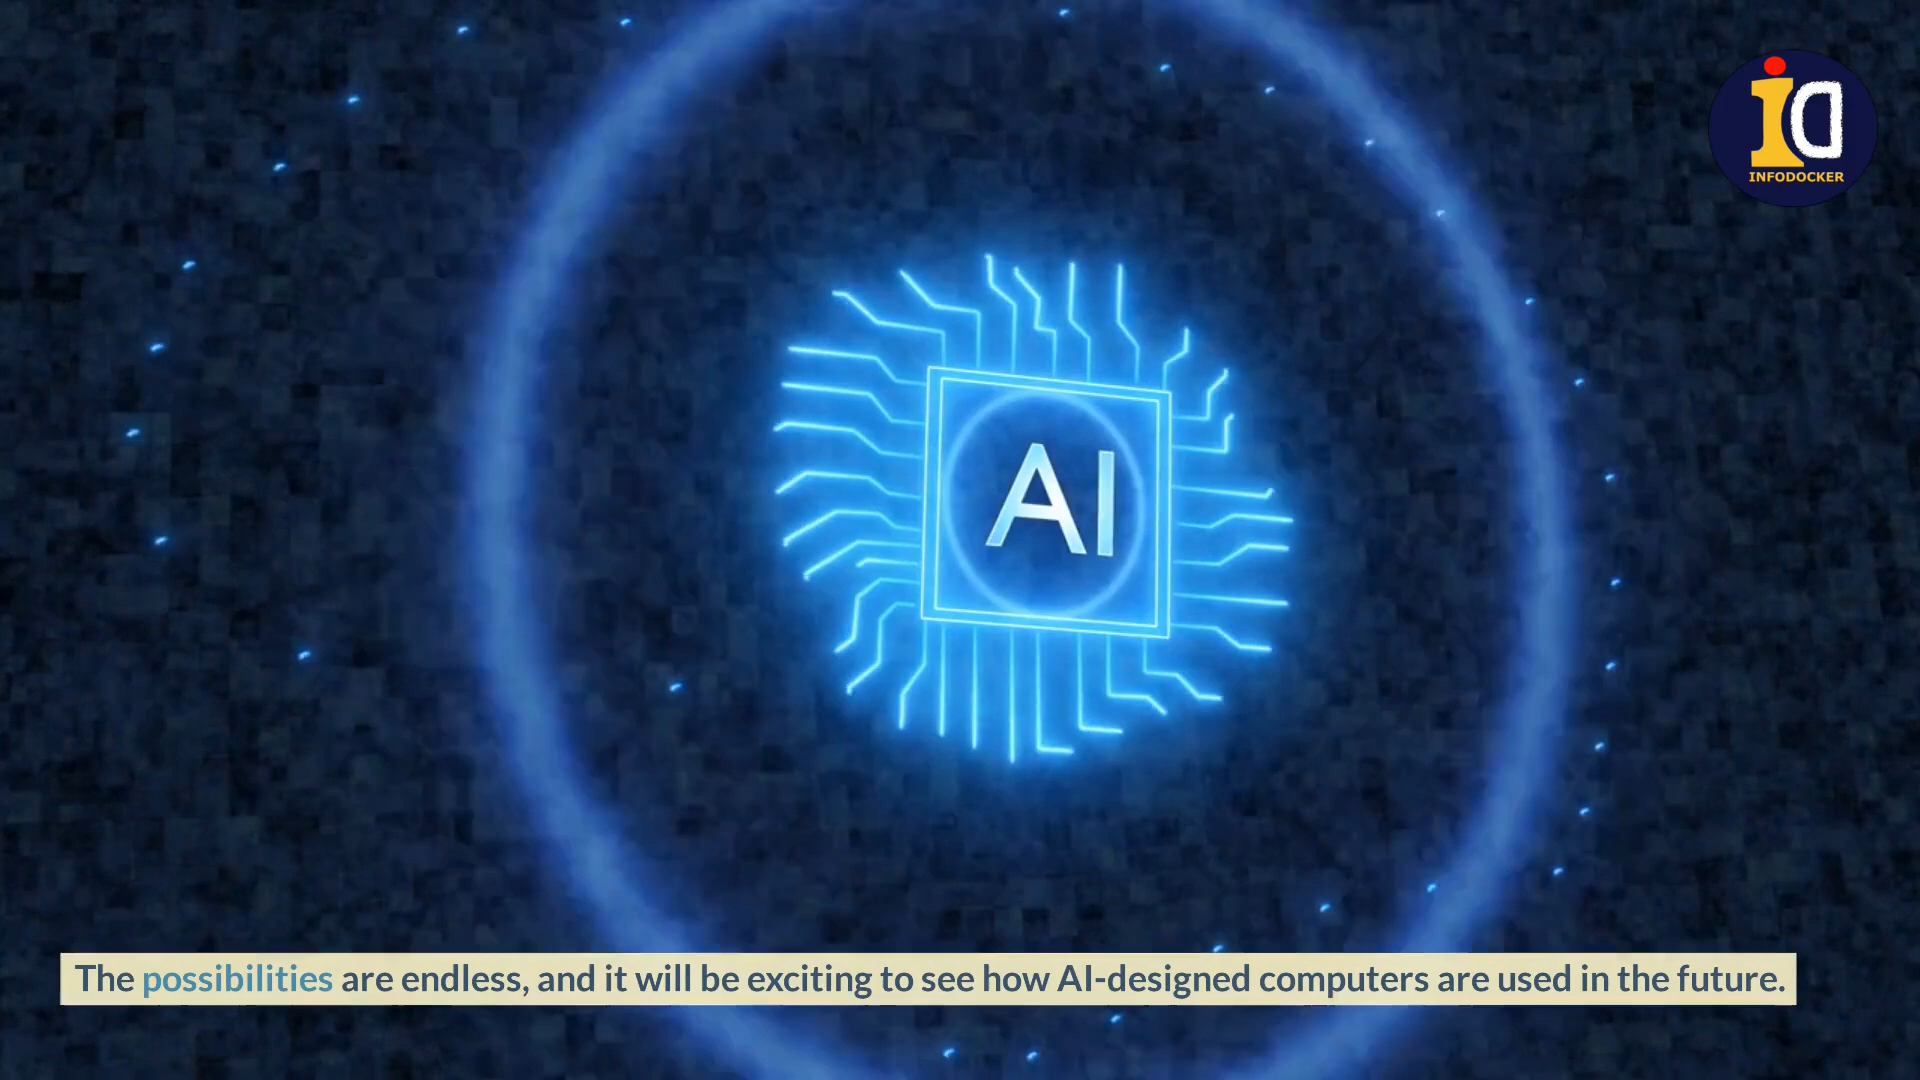 iD
INFODOCKER
AI
The possibilities are endless, and it will be exciting to see how AI-designed computers are used in the future.